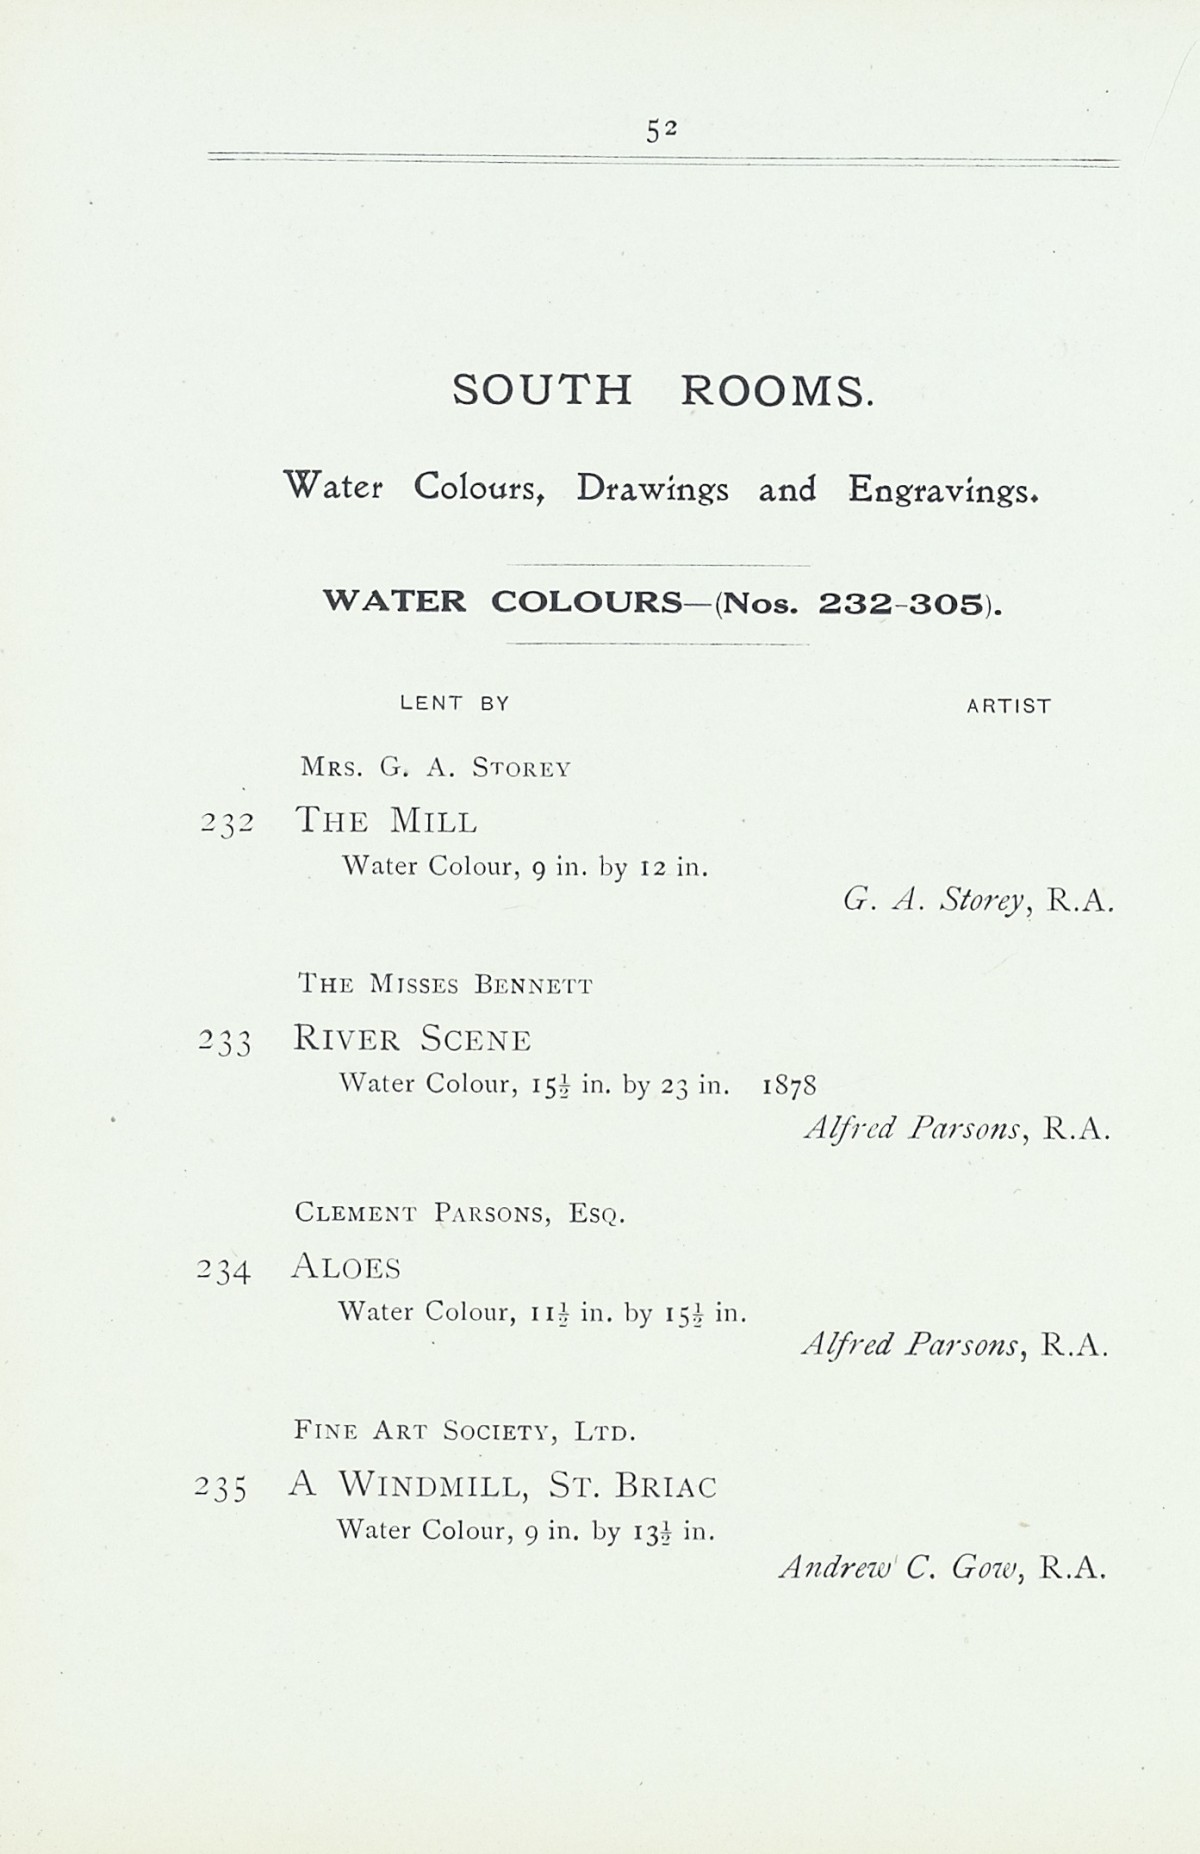 52
SOUTH ROOMS.
Water Colours, Drawings and Engravings.
WATER COLOURS—(Nos. 232-305).
LENT BY ARTIST
MRS. G. A. STOREY
232 THE MILL
Water Colour, 9 in. by 12 in.
G. A. Storey, R.A.
THE MISSES BENNETT
233 RIVER SCENE
Water Colour, 15½ in. by 23 in. 1878
Alfred Parsons, R.A.
CLEMENT PARSONS, ESQ.
234 ALOES
Water Colour, 11½ in. by 15½ in.
Alfred Parsons, R.A.
FINE ART SOCIETY, LTD.
235 A WINDMILL, ST. BRIAC
Water Colour, 9 in. by 13½ in.
Andrew C. Gow, R.A.